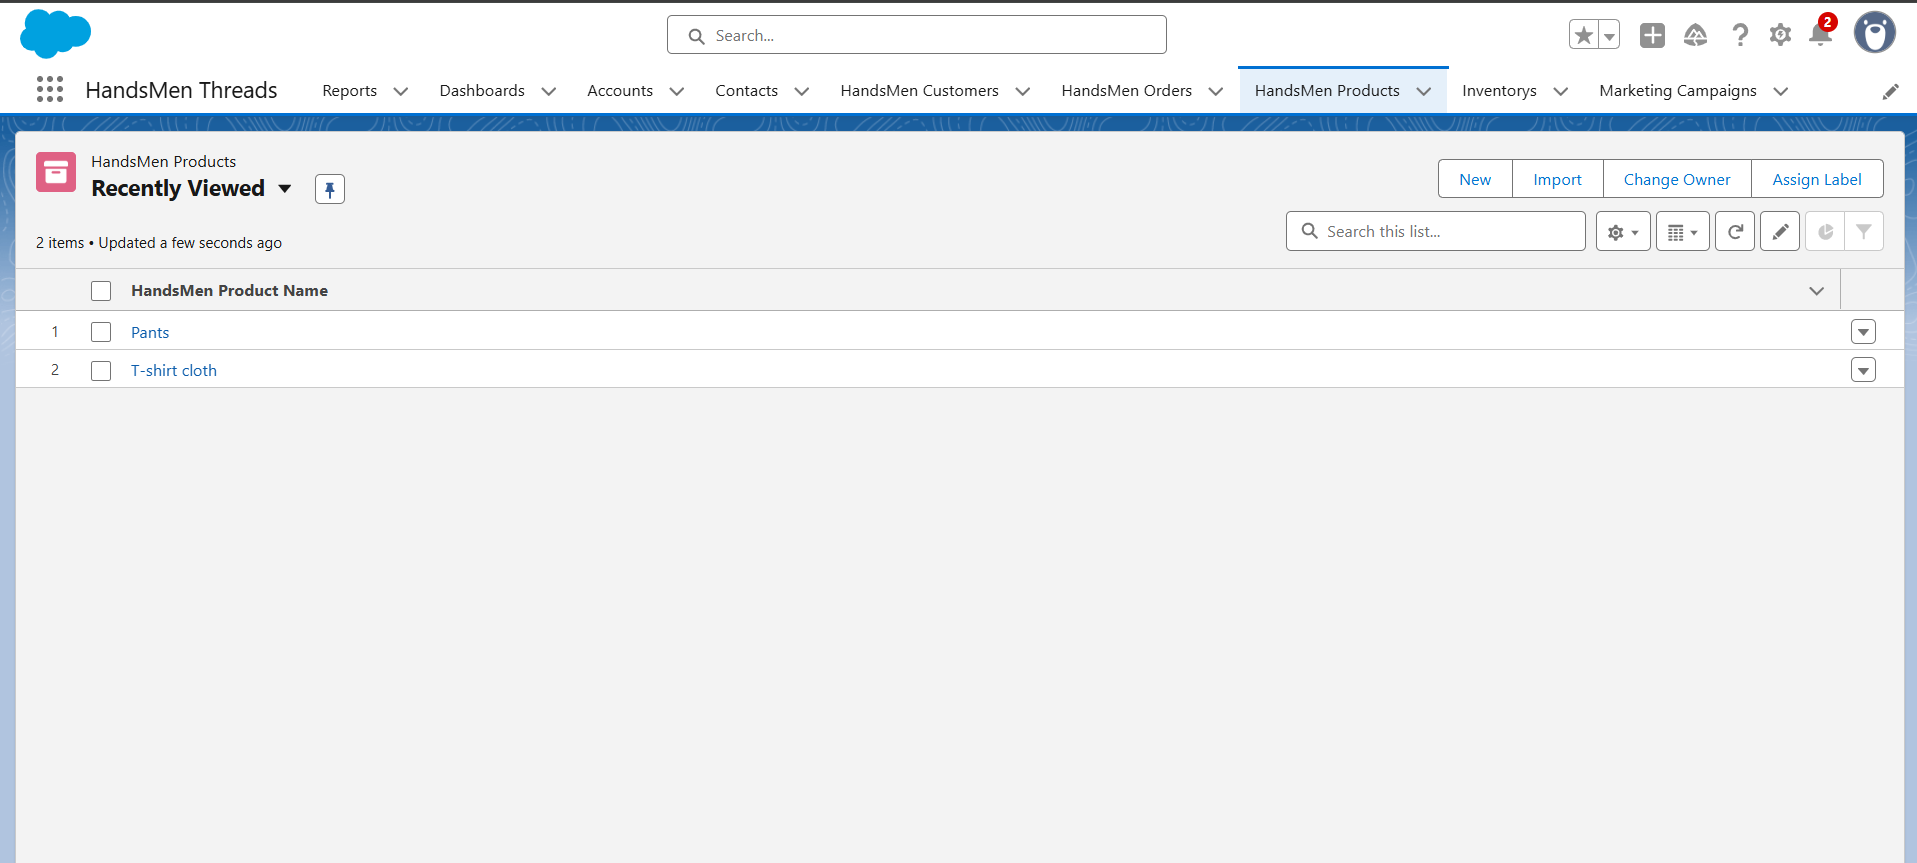 Search...
2
HandsMen Threads
Reports
Dashboards
Accounts
Contacts
HandsMen Customers
HandsMen Orders
HandsMen Products
Inventorys
Marketing Campaigns
HandsMen Products
Recently Viewed
New
Import
Change Owner
Assign Label
2 items • Updated a few seconds ago
Search this list...
HandsMen Product Name
1 Pants
2 T-shirt cloth